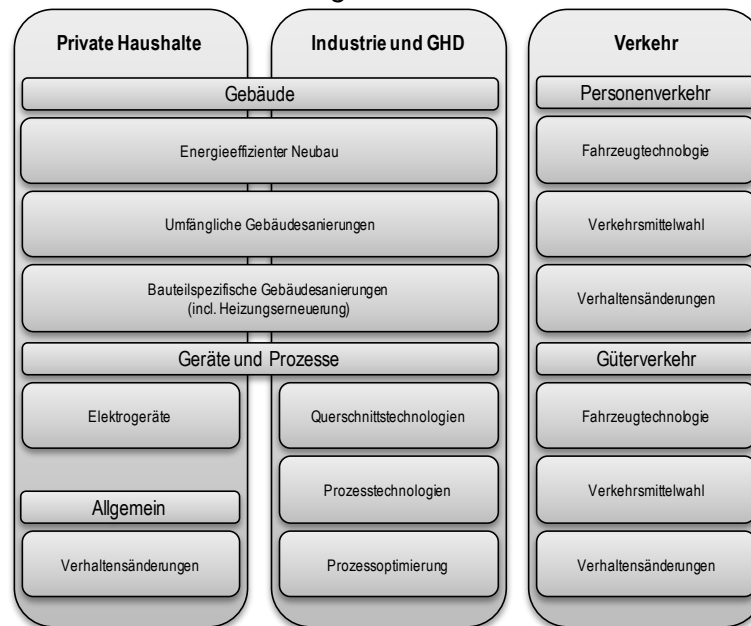 Private Haushalte
Industrie und GHD
Verkehr
Gebäude
Personenverkehr
Energieeffizienter Neubau
Fahrzeugtechnologie
Umfängliche Gebäudesanierungen
Verkehrsmittelwahl
Bauteilspezifische Gebäudesanierungen
(incl. Heizungserneuerung)
Verhaltensänderungen
Geräte und Prozesse
Güterverkehr
Elektrogeräte
Querschnittstechnologien
Fahrzeugtechnologie
Prozesstechnologien
Verkehrsmittelwahl
Allgemein
Verhaltensänderungen
Prozessoptimierung
Verhaltensänderungen